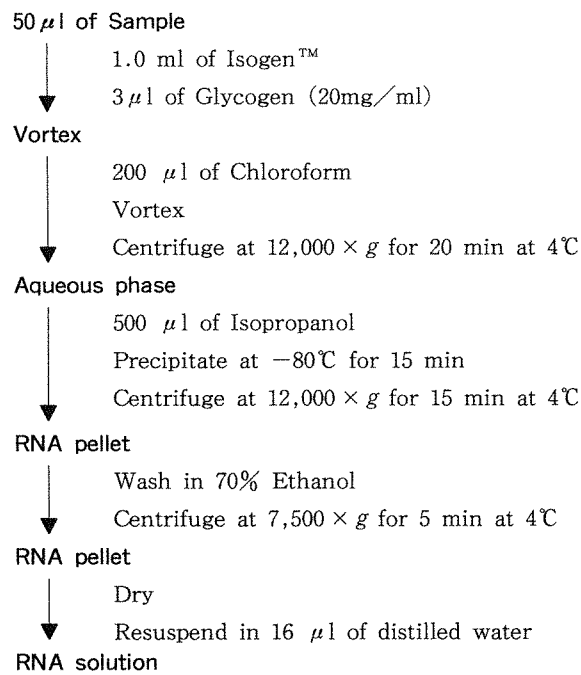 50 μl of Sample
1.0 ml of Isogen™
3 μl of Glycogen (20mg／ml)
Vortex
200 μl of Chloroform
Vortex
Centrifuge at 12,000 × g for 20 min at 4℃
Aqueous phase
500 μl of Isopropanol
Precipitate at −80℃ for 15 min
Centrifuge at 12,000 × g for 15 min at 4℃
RNA pellet
Wash in 70% Ethanol
Centrifuge at 7,500 × g for 5 min at 4℃
RNA pellet
Dry
Resuspend in 16 μl of distilled water
RNA solution